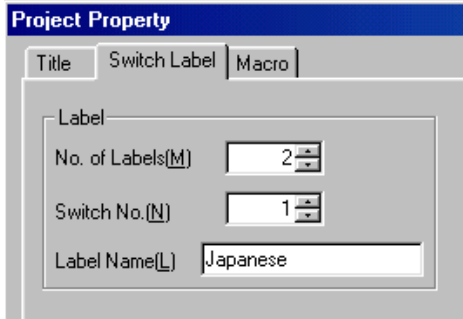 Project Property
Title Switch Label Macro
Label
No. of Labels(M) 2
Switch No.(N) 1
Label Name(L) Japanese